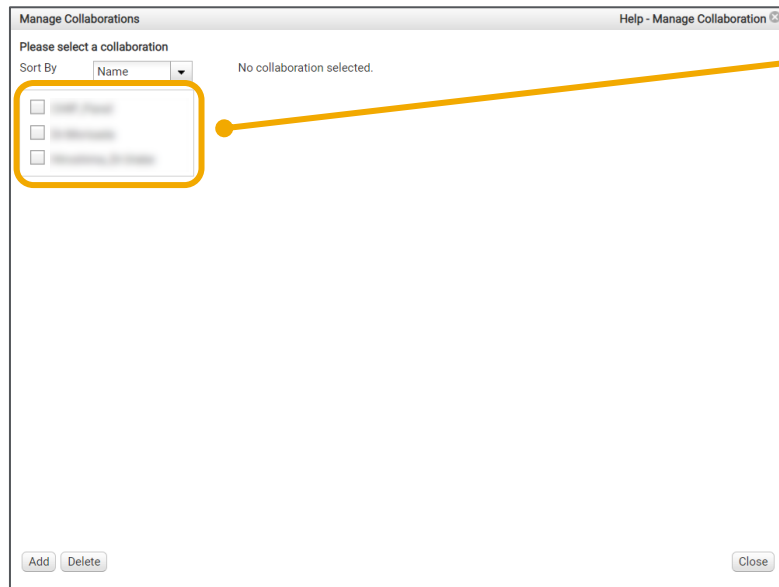 Manage Collaborations
Help - Manage Collaboration
Please select a collaboration
Sort By
Name
No collaboration selected.
Add
Delete
Close